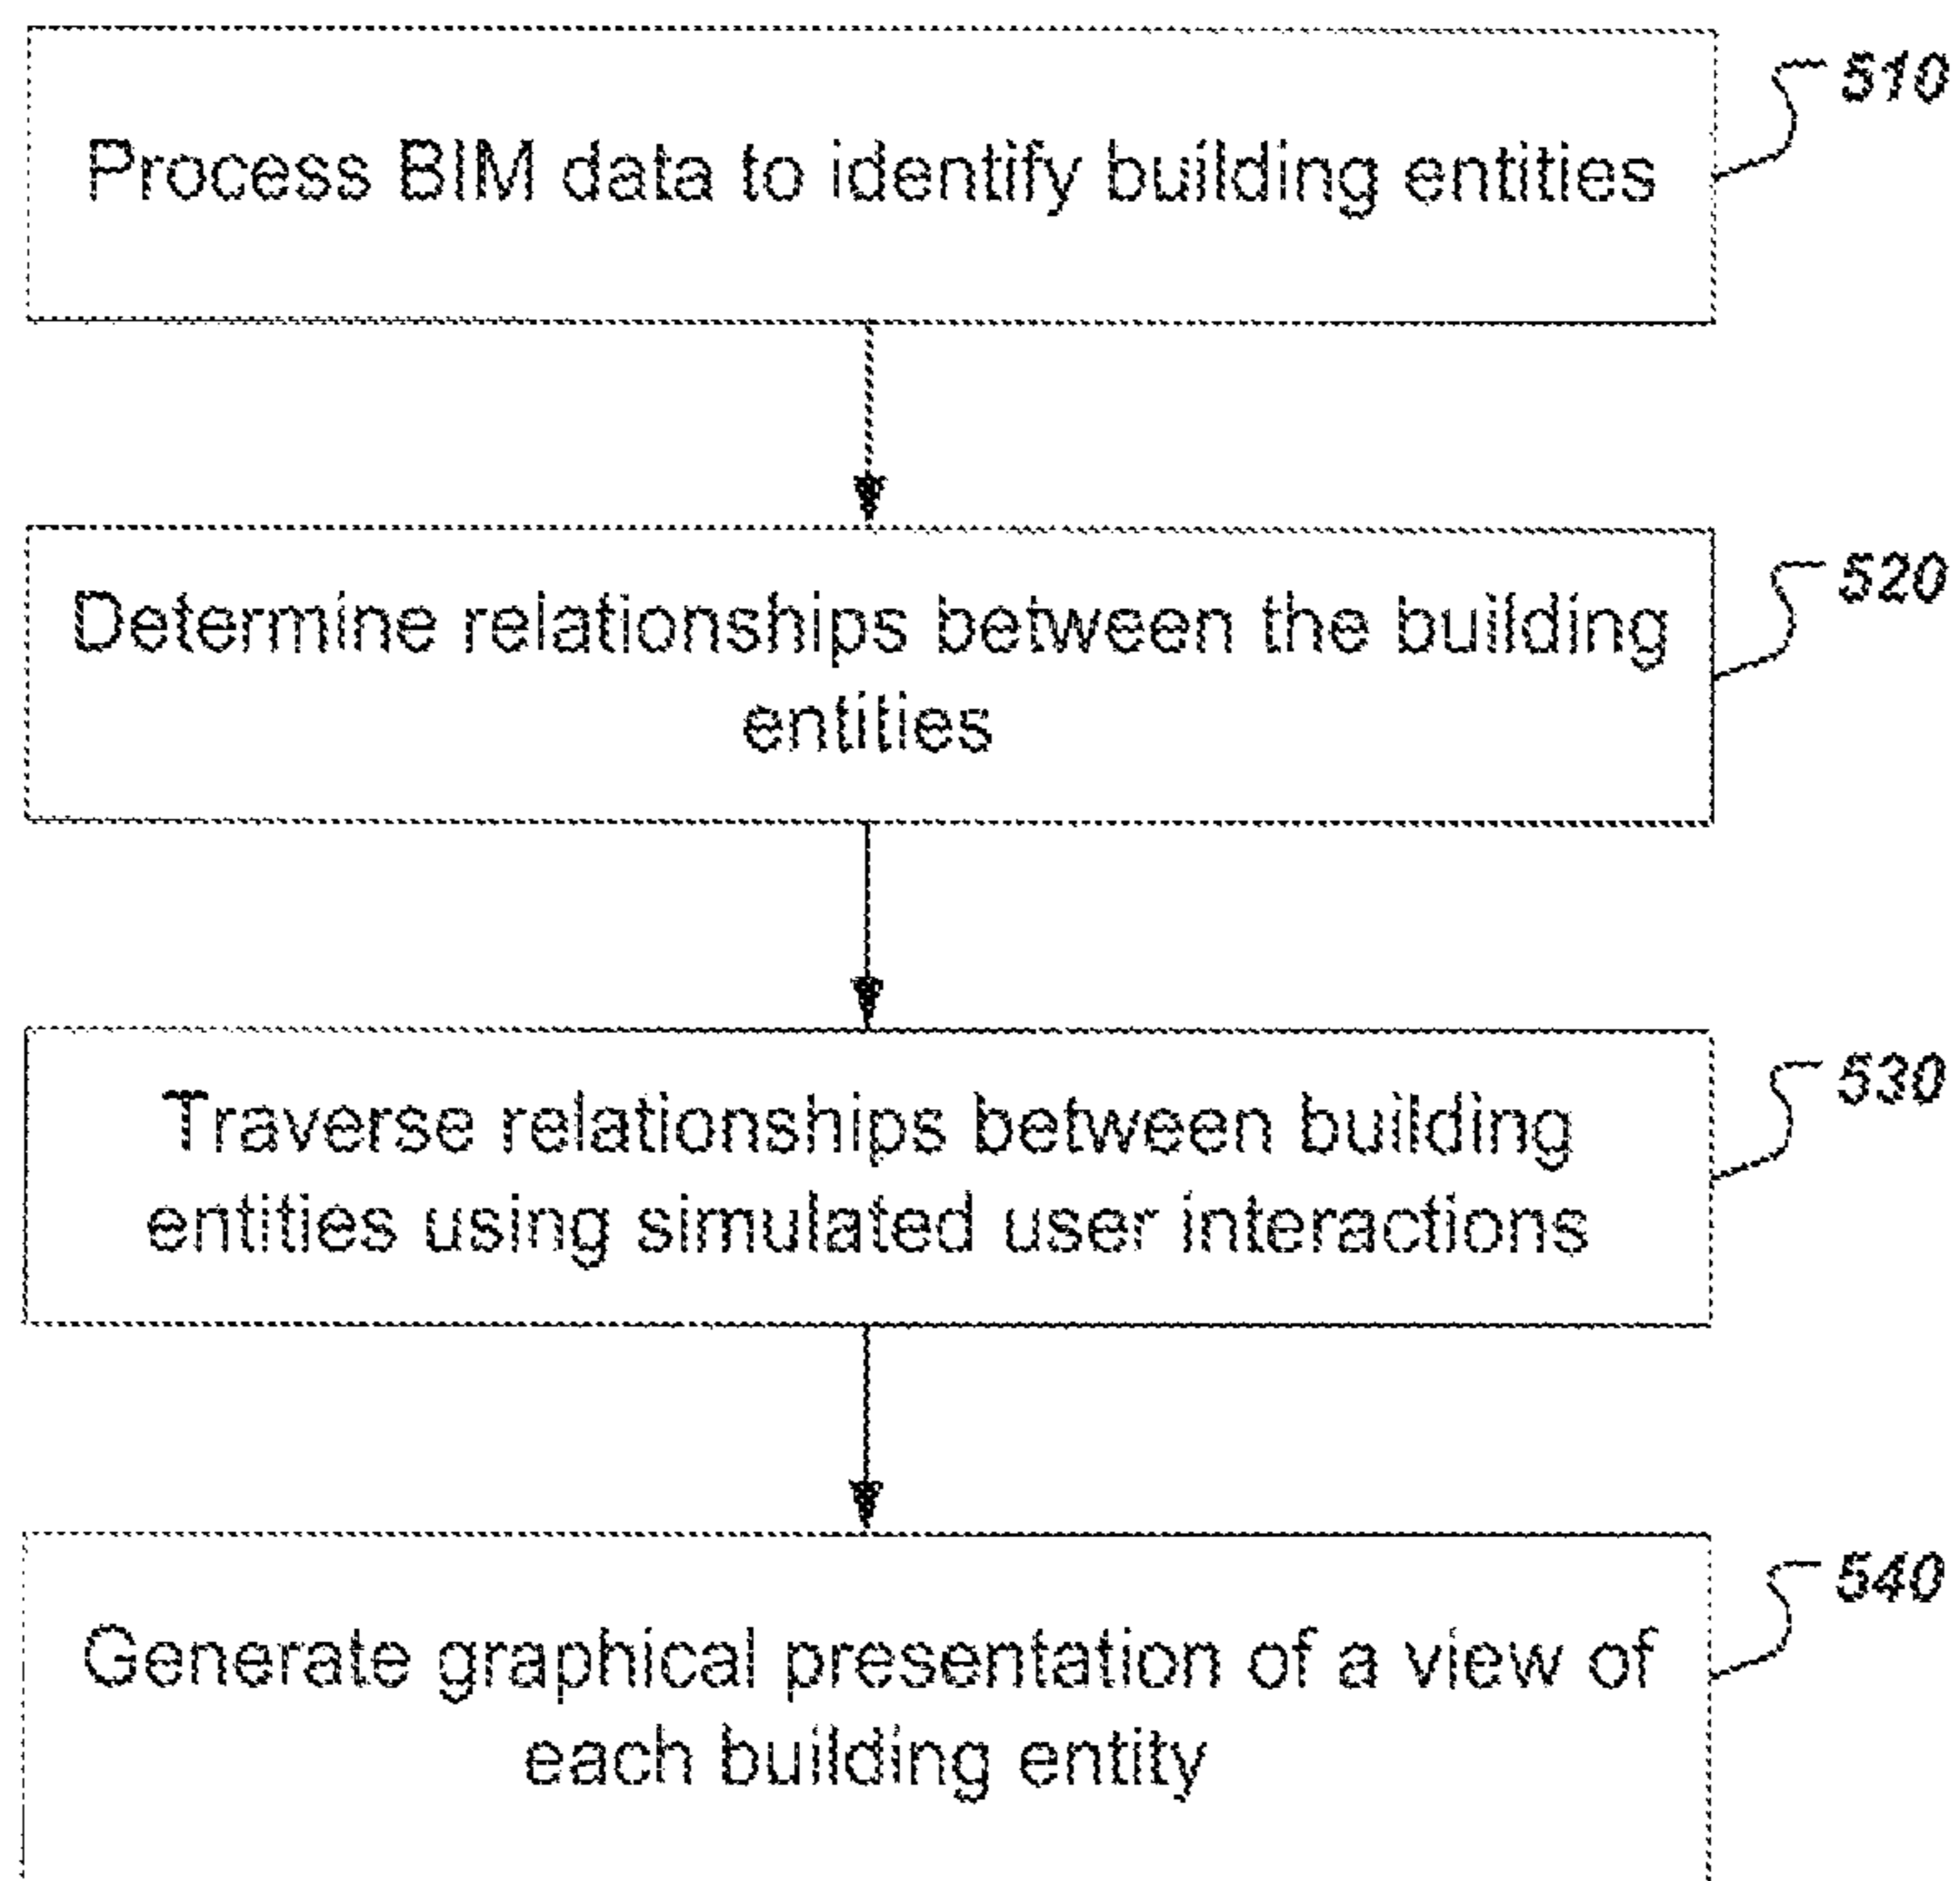 510
Process BIM data to identify building entities
520
Determine relationships between the building
entities
530
Traverse relationships between building
entities using simulated user interactions
540
Generate graphical presentation of a view of
each building entity